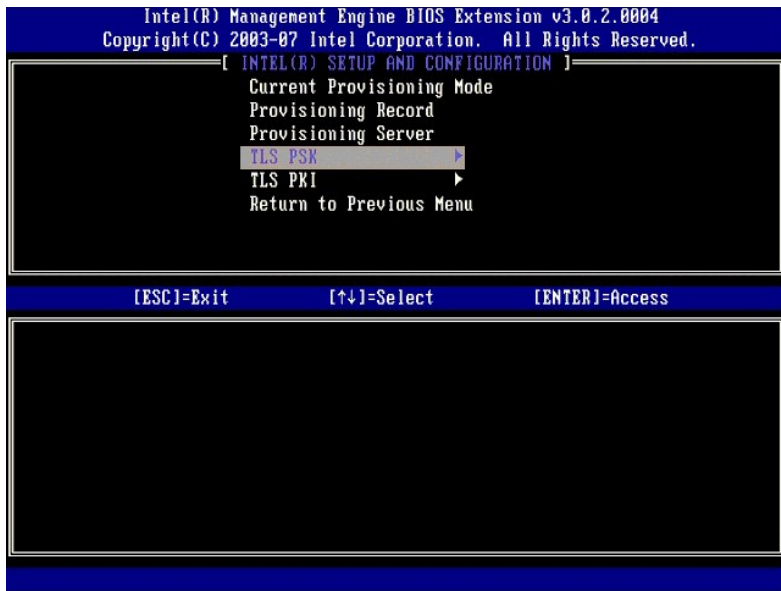 Intel(R) Management Engine BIOS Extension v3.0.2.0004
Copyright(C) 2003-07 Intel Corporation. All Rights Reserved.
[ INTEL(R) SETUP AND CONFIGURATION ]
Current Provisioning Mode
Provisioning Record
Provisioning Server
TLS PSK ►
TLS PKI ►
Return to Previous Menu
[ESC]=Exit [↑↓]=Select [ENTER]=Access